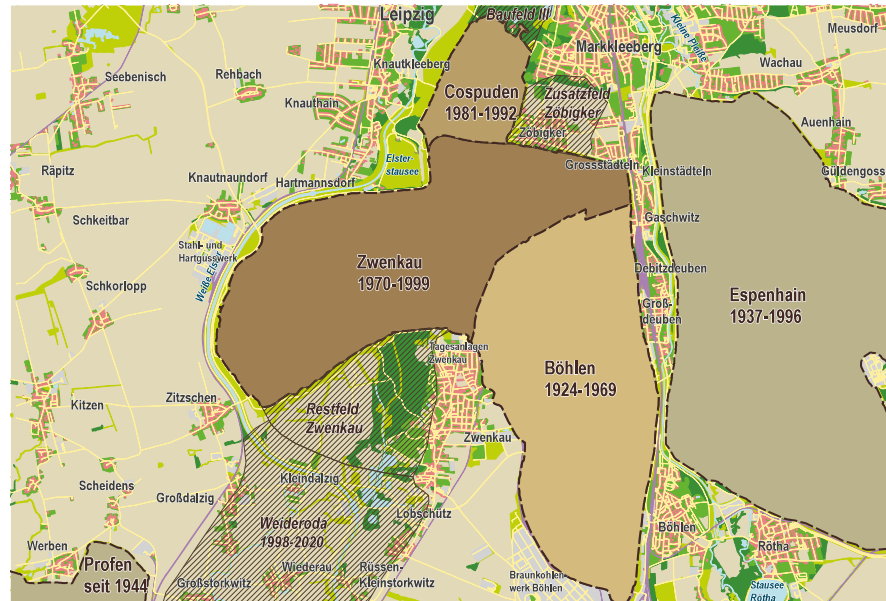 Leipzig
Baufeld III
Markkleeberg
Kleine Pleiße
Meusdorf
Seebenisch
Rehbach
Knautkleeberg
Wachau
Knauthain
Cospuden
1981-1992
Zusatzfeld
Zöbigker
Zöbigker
Auenhain
Räpitz
Knautnaundorf
Hartmannsdorf
Elster-
stausee
Grossstädteln
Kleinstädteln
Güldengoss
Schkeitbar
Stahl- und
Hartgusswerk
Gaschwitz
Weiße Elster
Zwenkau
1970-1999
Debitzdeuben
Schkorlopp
Espenhain
1937-1996
Groß-
deuben
Tagesanlagen
Zwenkau
Böhlen
1924-1969
Kitzen
Zitzschen
Restfeld
Zwenkau
Zwenkau
Scheidens
Großdalzig
Kleindalzig
Lobschütz
Weideroda
1998-2020
Böhlen
Rötha
Werben
Profen
seit 1944
Großstorkwitz
Wiederau
Rüssen-
Kleinstorkwitz
Braunkohlen
werk Böhlen
Stausee
Rötha